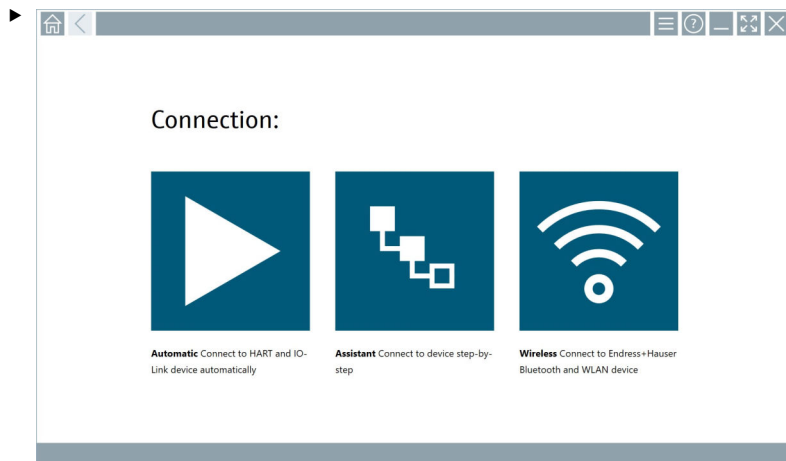 Connection:
Automatic Connect to HART and IO-
Link device automatically
Assistant Connect to device step-by-
step
Wireless Connect to Endress+Hauser
Bluetooth and WLAN device